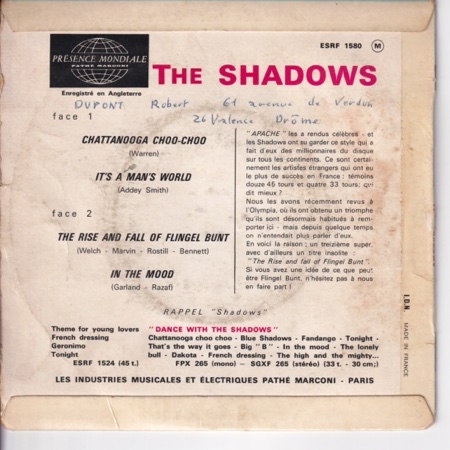 ESRF 1580 M
PRÉSENCE MONDIALE
PATHÉ MARCONI
Enregistré en Angleterre
THE SHADOWS
DUPONT Robert 61 avenue de Verdun
26 Valence Drôme
face 1
CHATTANOOGA CHOO-CHOO
(Warren)
IT'S A MAN'S WORLD
(Addey Smith)
face 2
THE RISE AND FALL OF FLINGEL BUNT
(Welch - Marvin - Rostill - Bennett)
IN THE MOOD
(Garland - Razaf)
"APACHE" les a rendus célèbres - et
les Shadows ont su garder ce style qui a
fait d'eux des millionnaires du disque
sur tous les continents. Ce sont certai-
nement les artistes étrangers qui ont eu
le plus de succès en France : témoins
douze 45 tours et quatre 33 tours; qui
dit mieux ?
Nous les avons récemment revus à
l'Olympia, où ils ont obtenu un triomphe
qu'ils sont désormais habitués à rem-
porter ici - mais depuis quelque temps
on n'entendait plus parler d'eux.
En voici la raison : un treizième super,
avec d'ailleurs un titre insolite :
"The Rise and fall of Flingel Bunt".
Si vous avez une idée de ce que peut
être Flingel Bunt, n'hésitez pas à nous
en faire part !
RAPPEL "Shadows"
Theme for young lovers
French dressing
Geronimo
Tonight
ESRF 1524 (45 t.)
"DANCE WITH THE SHADOWS"
Chattanooga choo choo - Blue Shadows - Fandango - Tonight -
That's the way it goes - Big "B" - In the mood - The lonely
bull - Dakota - French dressing - The high and the mighty...
FPX 265 (mono) - SGXF 265 (stéréo) (33 t. - 30 cm;)
LES INDUSTRIES MUSICALES ET ÉLECTRIQUES PATHÉ MARCONI - PARIS
I.D.N. MADE IN FRANCE